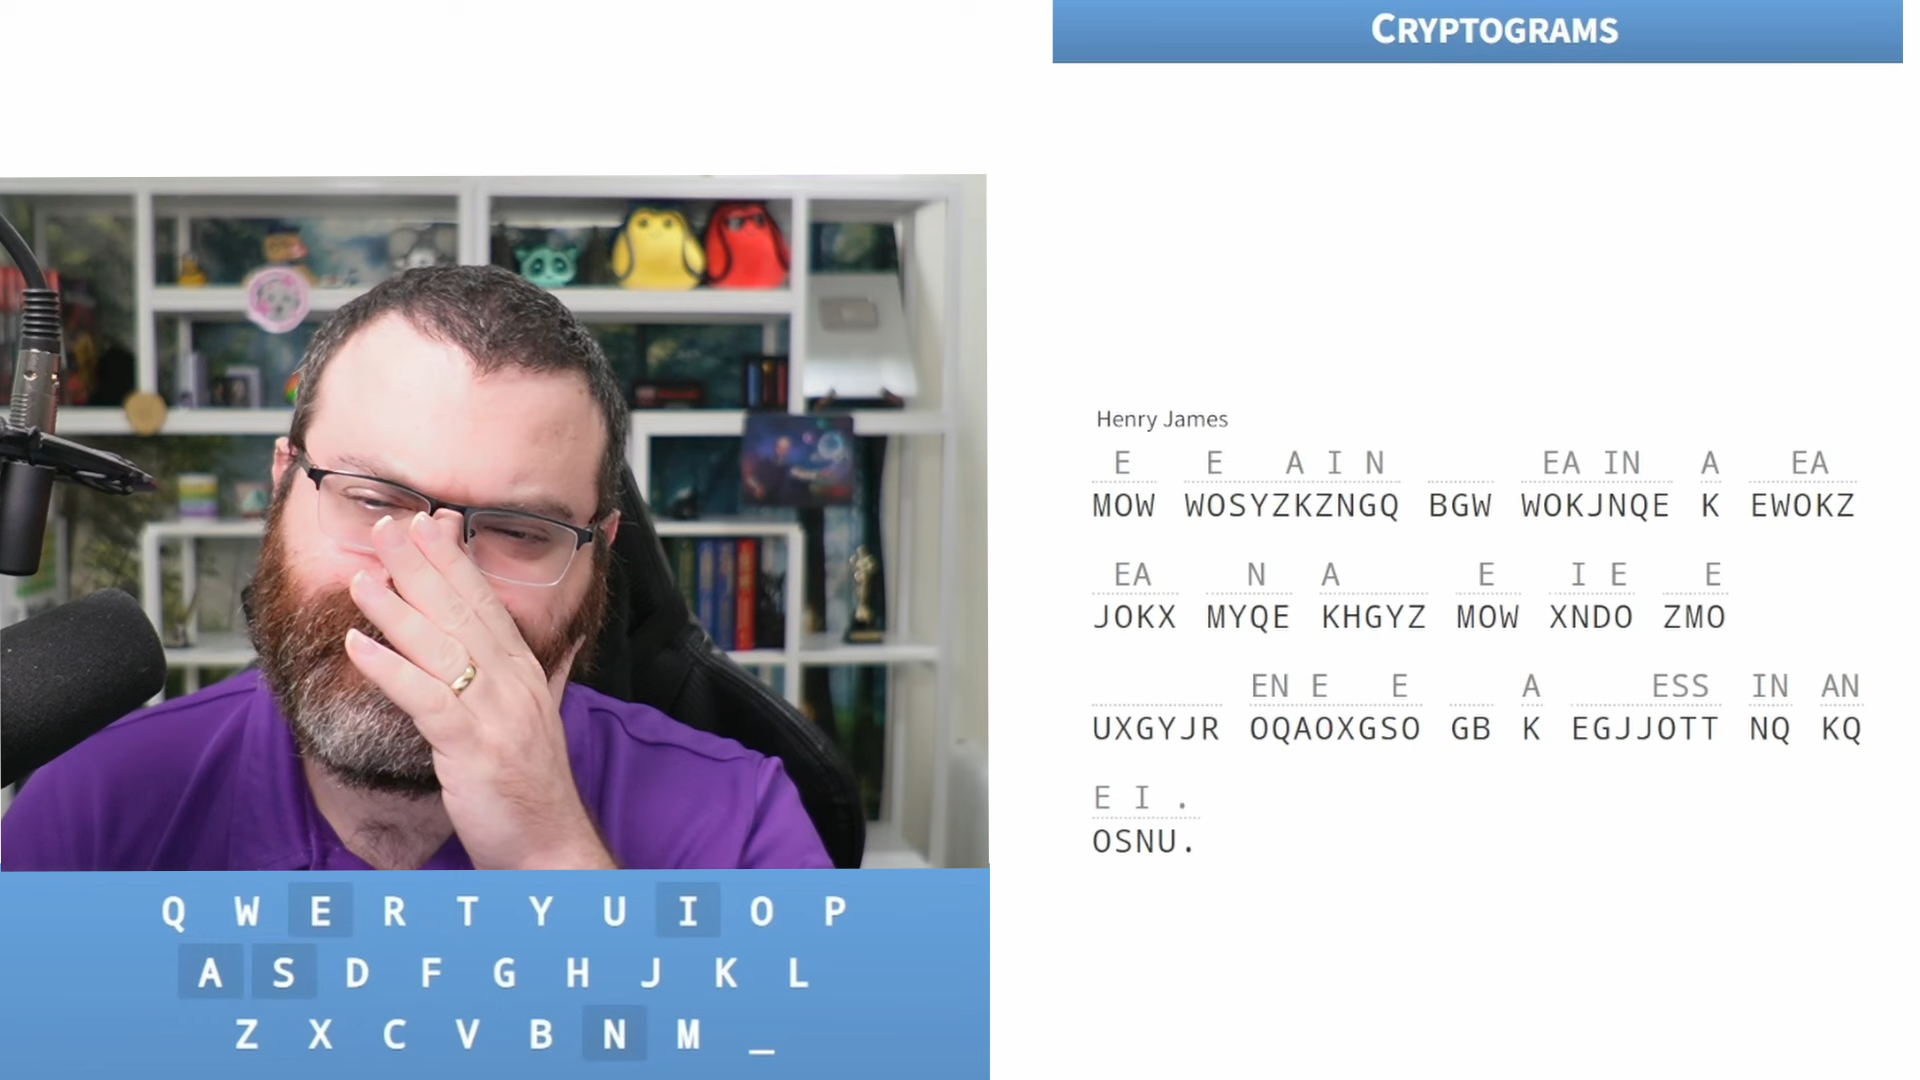 CRYPTOGRAMS
Henry James
E E A I N EA IN A EA
MOW WOSYZKZNGQ BGW WOKJNQE K EWOKZ
EA N A E I E E
JOKX MYQE KHGYZ MOW XNDO ZMO
EN E E A ESS IN AN
UXGYJR OQAOXGSO GB K EGJJOTT NQ KQ
E I .
OSNU.
Q W E R T Y U I O P
A S D F G H J K L
Z X C V B N M _